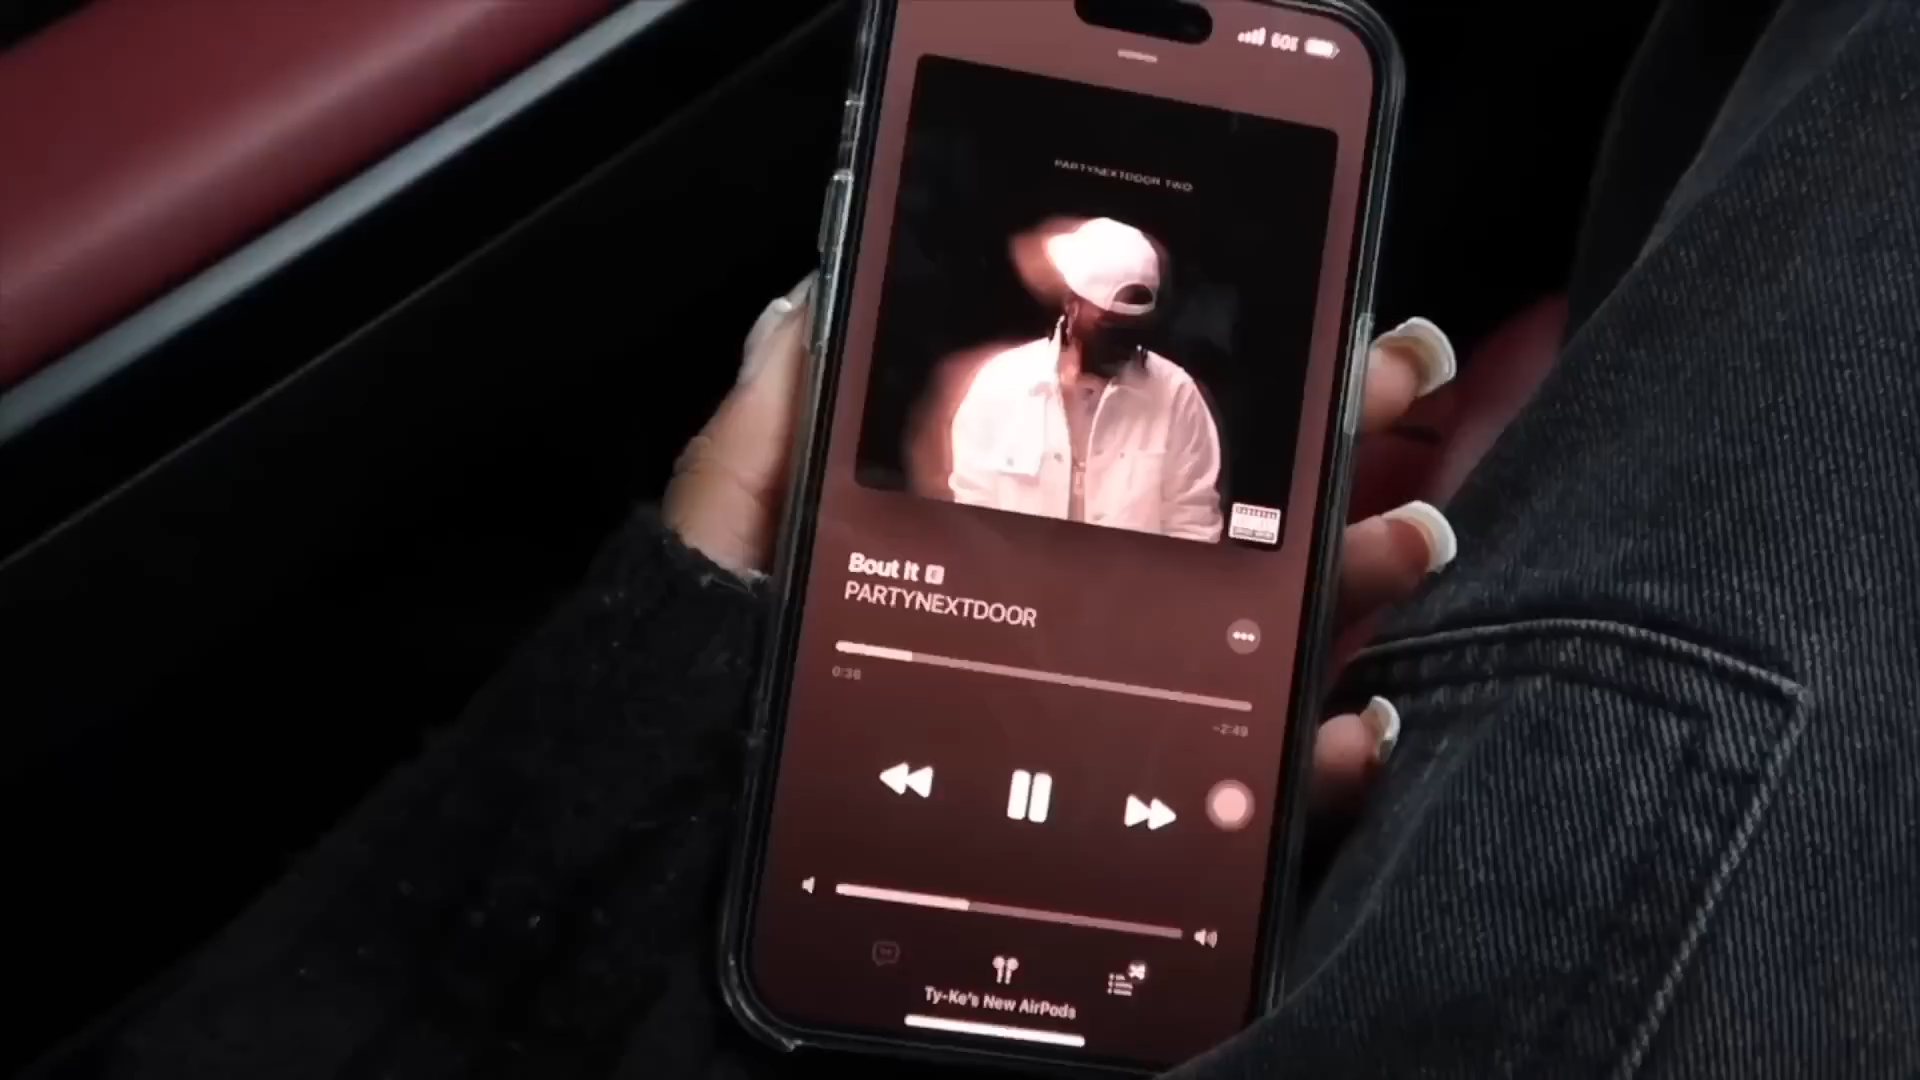 PARTYNEXTDOOR TWO
Bout It E
PARTYNEXTDOOR
0:38
-2:49
Ty-Ke's New AirPods